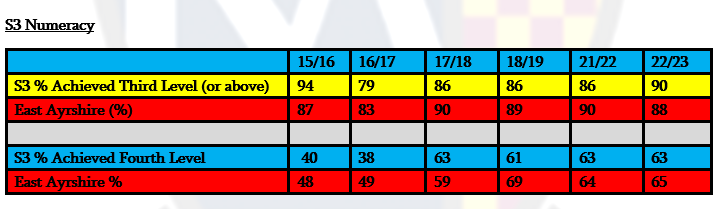 S3 Numeracy
15/16 16/17 17/18 18/19 21/22 22/23
S3 % Achieved Third Level (or above) 94 79 86 86 86 90
East Ayrshire (%) 87 83 90 89 90 88
S3 % Achieved Fourth Level 40 38 63 61 63 63
East Ayrshire % 48 49 59 69 64 65